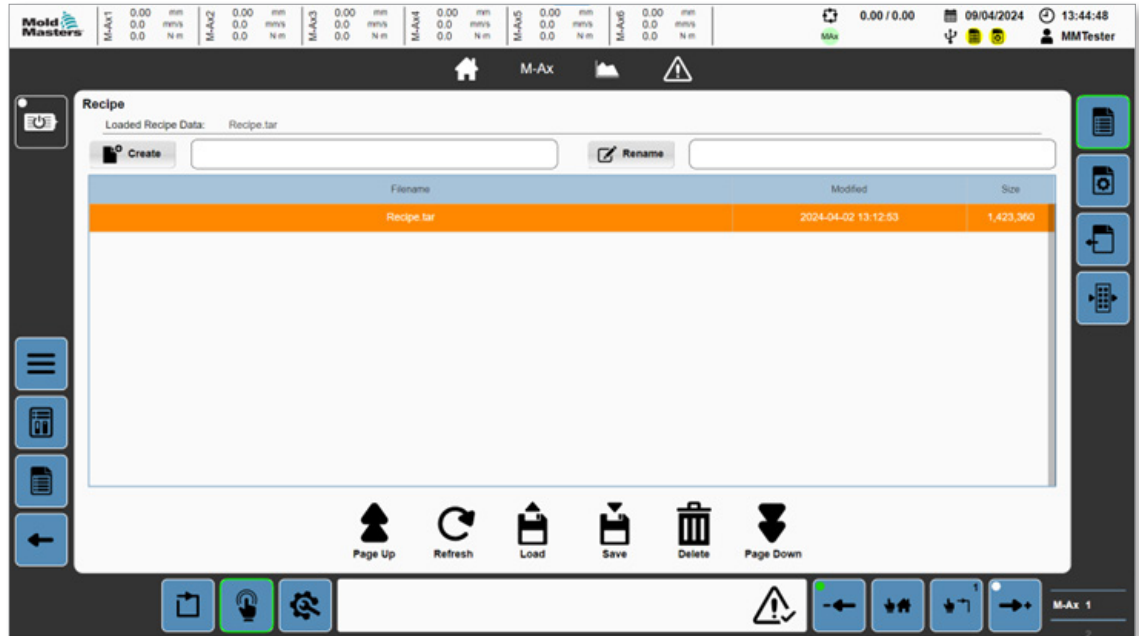 Mold
Masters
M-Ax1 0.00 mm
0.0 mm/s
0.0 N·m
M-Ax2 0.00 mm
0.0 mm/s
0.0 N·m
M-Ax3 0.00 mm
0.0 mm/s
0.0 N·m
M-Ax4 0.00 mm
0.0 mm/s
0.0 N·m
M-Ax5 0.00 mm
0.0 mm/s
0.0 N·m
M-Ax6 0.00 mm
0.0 mm/s
0.0 N·m
0.00 / 0.00
MAx
09/04/2024 13:44:48
MMTester
M-Ax
Recipe
Loaded Recipe Data: Recipe.tar
Create Rename
Filename Modified Size
Recipe.tar 2024-04-02 13:12:53 1,423,360
Page Up Refresh Load Save Delete Page Down
1
M-Ax 1
2